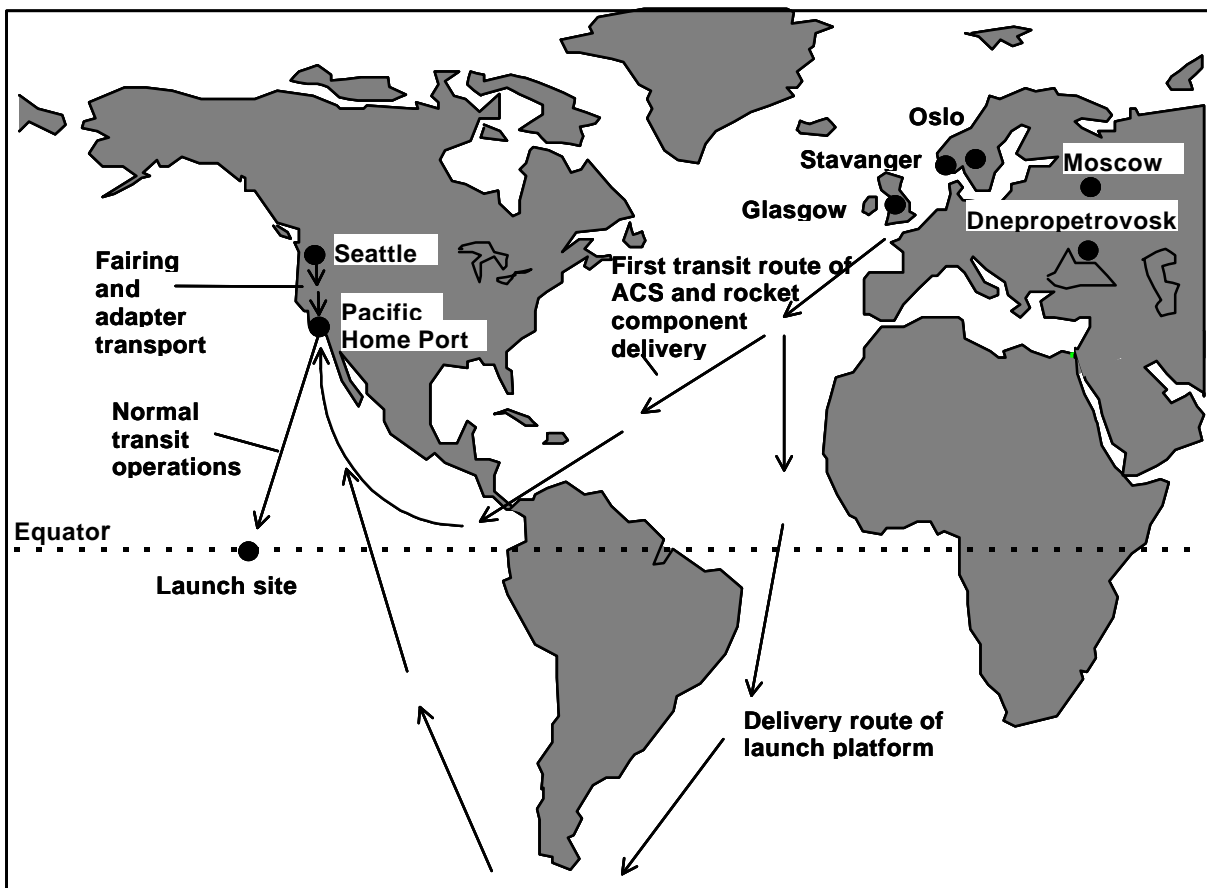 Oslo
Stavanger
Moscow
Glasgow
Dnepropetrovosk
Seattle
Fairing
and
adapter
transport
Pacific
Home Port
First transit route of
ACS and rocket
component
delivery
Normal
transit
operations
Equator
Launch site
Delivery route of
launch platform